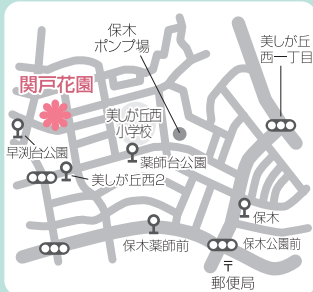 保木
ポンプ場
美しが丘
西一丁目
関戸花園
美しが丘西
小学校
早渕台公園
薬師台公園
美しが丘西2
保木
保木薬師前
保木公園前
〒
郵便局